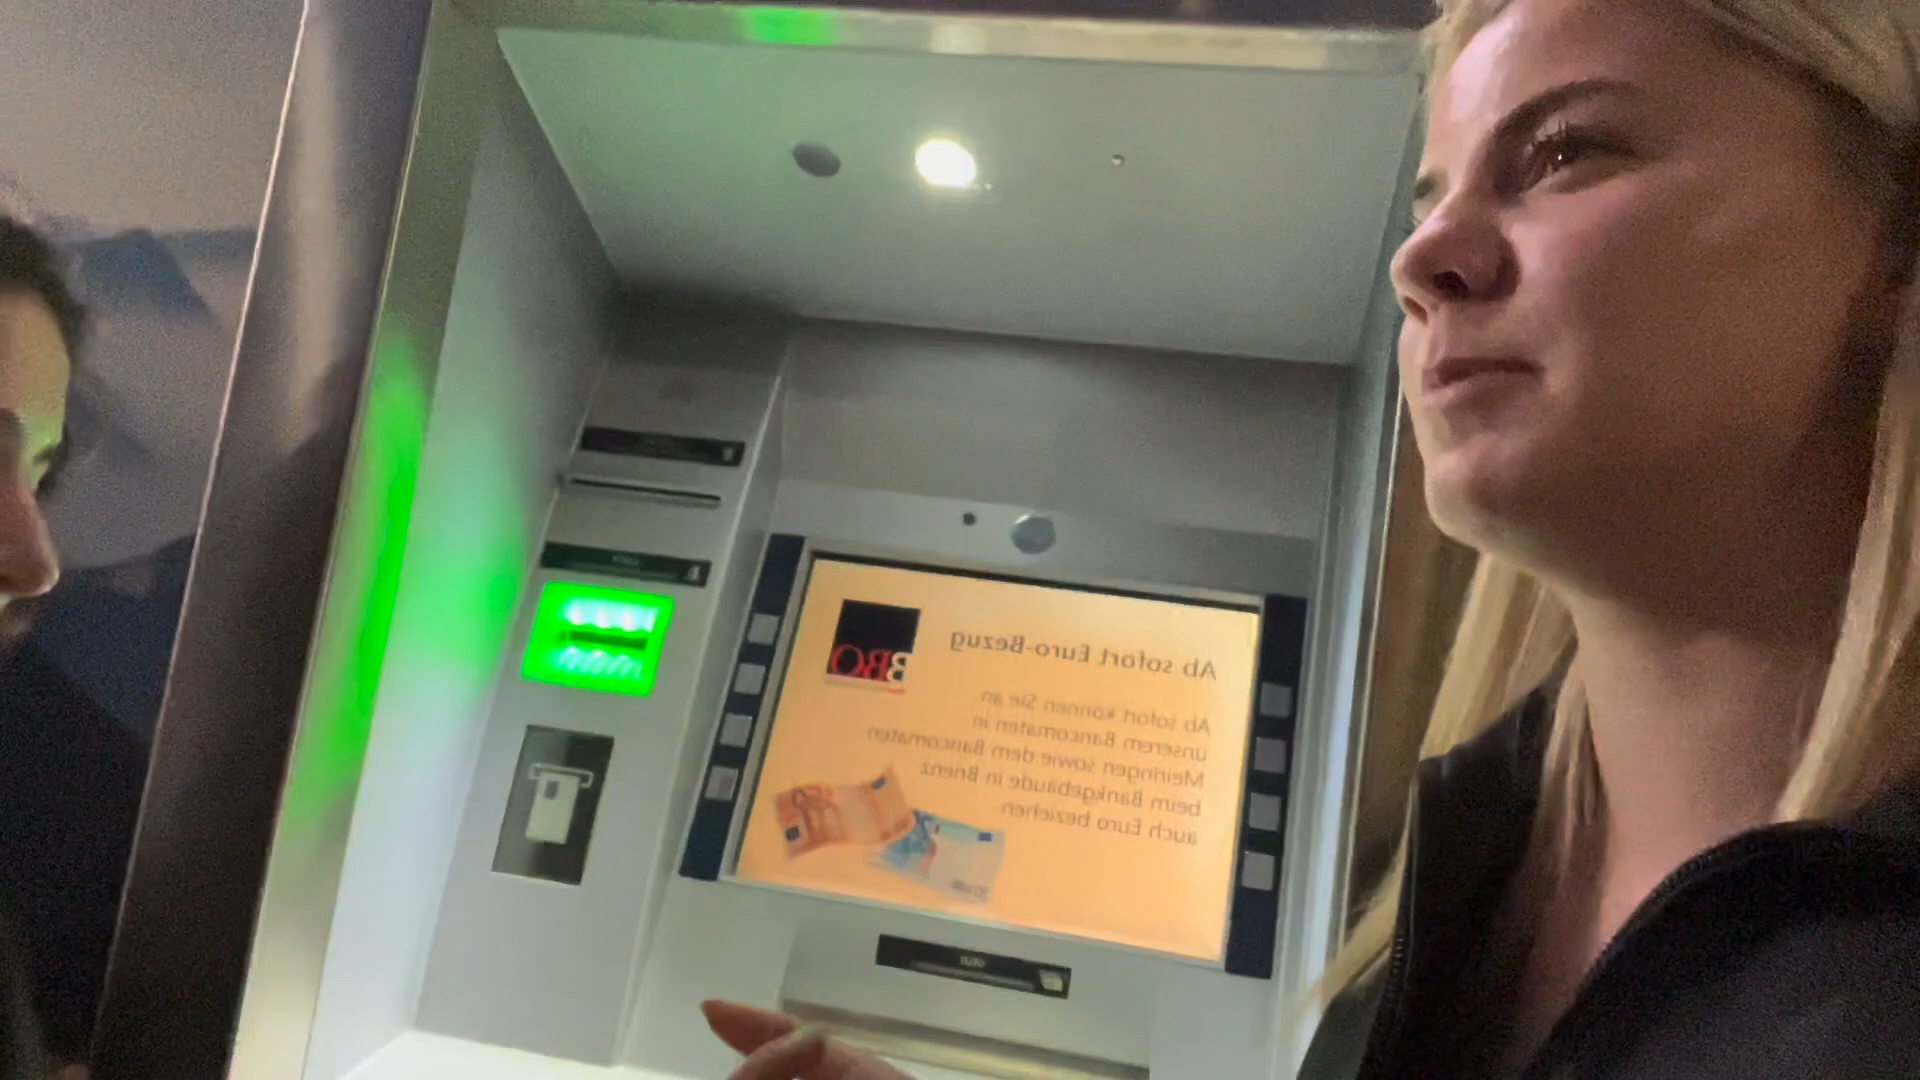 Ab sofort Euro-Bezug
BBO
Ab sofort können Sie an
unserem Bancomaten in
Meiringen sowie dem Bancomaten
beim Bankgebäude in Brienz
auch Euro beziehen.